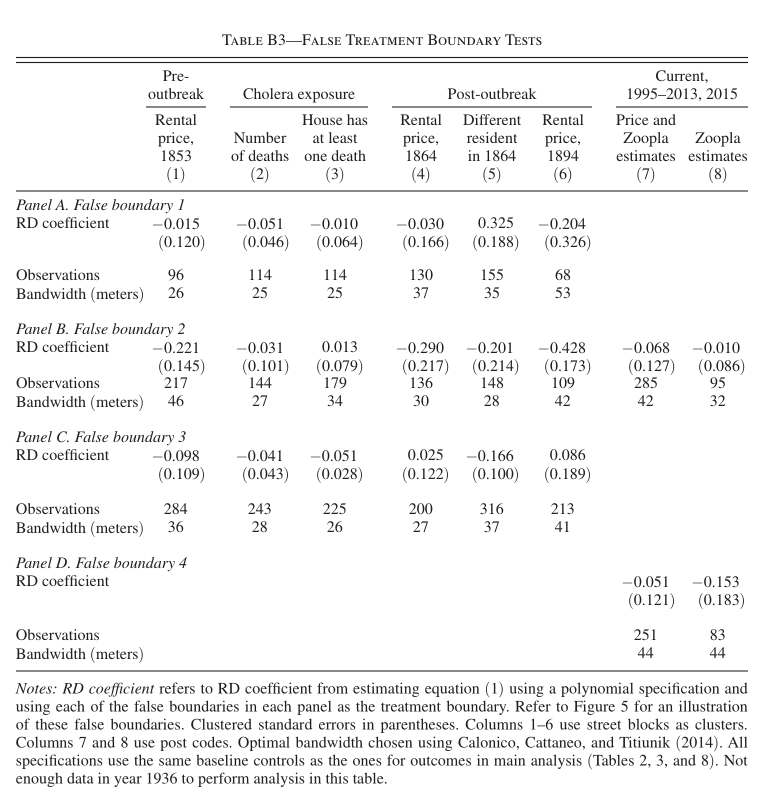 TABLE B3—FALSE TREATMENT BOUNDARY TESTS
Pre-outbreak Cholera exposure Post-outbreak Current, 1995–2013, 2015
Rental price, 1853 (1) Number of deaths (2) House has at least one death (3) Rental price, 1864 (4) Different resident in 1864 (5) Rental price, 1894 (6) Price and Zoopla estimates (7) Zoopla estimates (8)
Panel A. False boundary 1
RD coefficient −0.015 −0.051 −0.010 −0.030 0.325 −0.204
(0.120) (0.046) (0.064) (0.166) (0.188) (0.326)
Observations 96 114 114 130 155 68
Bandwidth (meters) 26 25 25 37 35 53
Panel B. False boundary 2
RD coefficient −0.221 −0.031 0.013 −0.290 −0.201 −0.428 −0.068 −0.010
(0.145) (0.101) (0.079) (0.217) (0.214) (0.173) (0.127) (0.086)
Observations 217 144 179 136 148 109 285 95
Bandwidth (meters) 46 27 34 30 28 42 42 32
Panel C. False boundary 3
RD coefficient −0.098 −0.041 −0.051 0.025 −0.166 0.086
(0.109) (0.043) (0.028) (0.122) (0.100) (0.189)
Observations 284 243 225 200 316 213
Bandwidth (meters) 36 28 26 27 37 41
Panel D. False boundary 4
RD coefficient −0.051 −0.153
(0.121) (0.183)
Observations 251 83
Bandwidth (meters) 44 44
Notes: RD coefficient refers to RD coefficient from estimating equation (1) using a polynomial specification and
using each of the false boundaries in each panel as the treatment boundary. Refer to Figure 5 for an illustration
of these false boundaries. Clustered standard errors in parentheses. Columns 1–6 use street blocks as clusters.
Columns 7 and 8 use post codes. Optimal bandwidth chosen using Calonico, Cattaneo, and Titiunik (2014). All
specifications use the same baseline controls as the ones for outcomes in main analysis (Tables 2, 3, and 8). Not
enough data in year 1936 to perform analysis in this table.